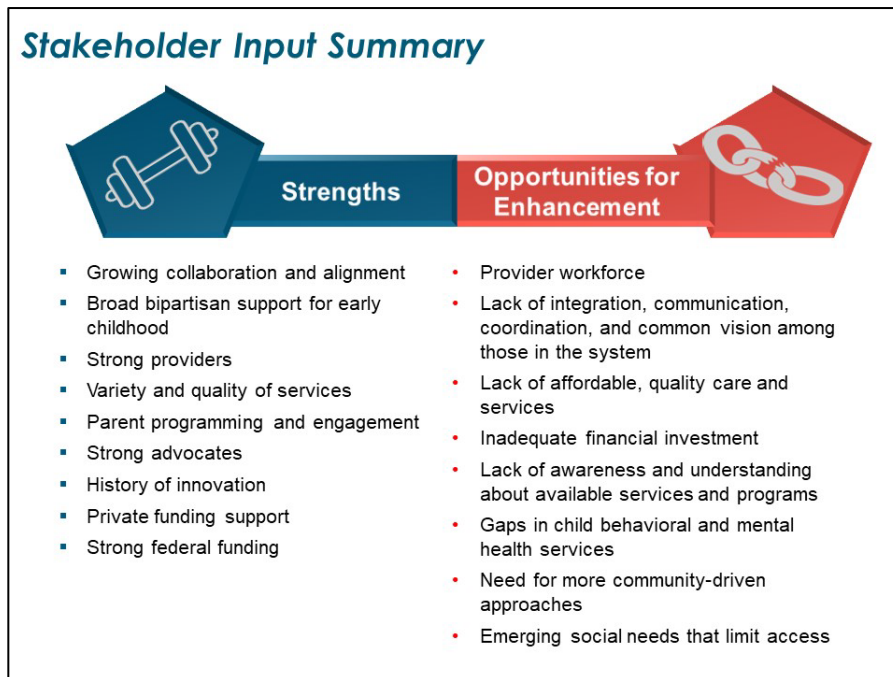 Stakeholder Input Summary
Strengths
Opportunities for
Enhancement
▪ Growing collaboration and alignment
▪ Broad bipartisan support for early
childhood
▪ Strong providers
▪ Variety and quality of services
▪ Parent programming and engagement
▪ Strong advocates
▪ History of innovation
▪ Private funding support
▪ Strong federal funding
• Provider workforce
• Lack of integration, communication,
coordination, and common vision among
those in the system
• Lack of affordable, quality care and
services
• Inadequate financial investment
• Lack of awareness and understanding
about available services and programs
• Gaps in child behavioral and mental
health services
• Need for more community-driven
approaches
• Emerging social needs that limit access